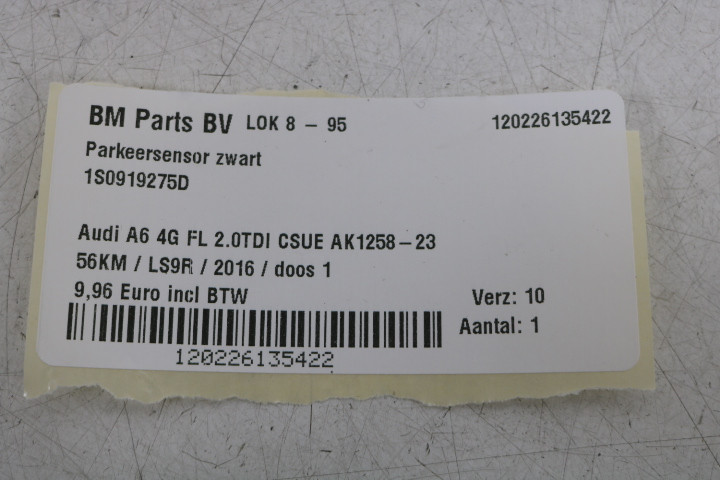 BM Parts BV LOK 8 - 95 120226135422
Parkeersensor zwart
1S0919275D
Audi A6 4G FL 2.0TDI CSUE AK1258-23
56KM / LS9R / 2016 / doos 1
9,96 Euro incl BTW Verz: 10
Aantal: 1
120226135422